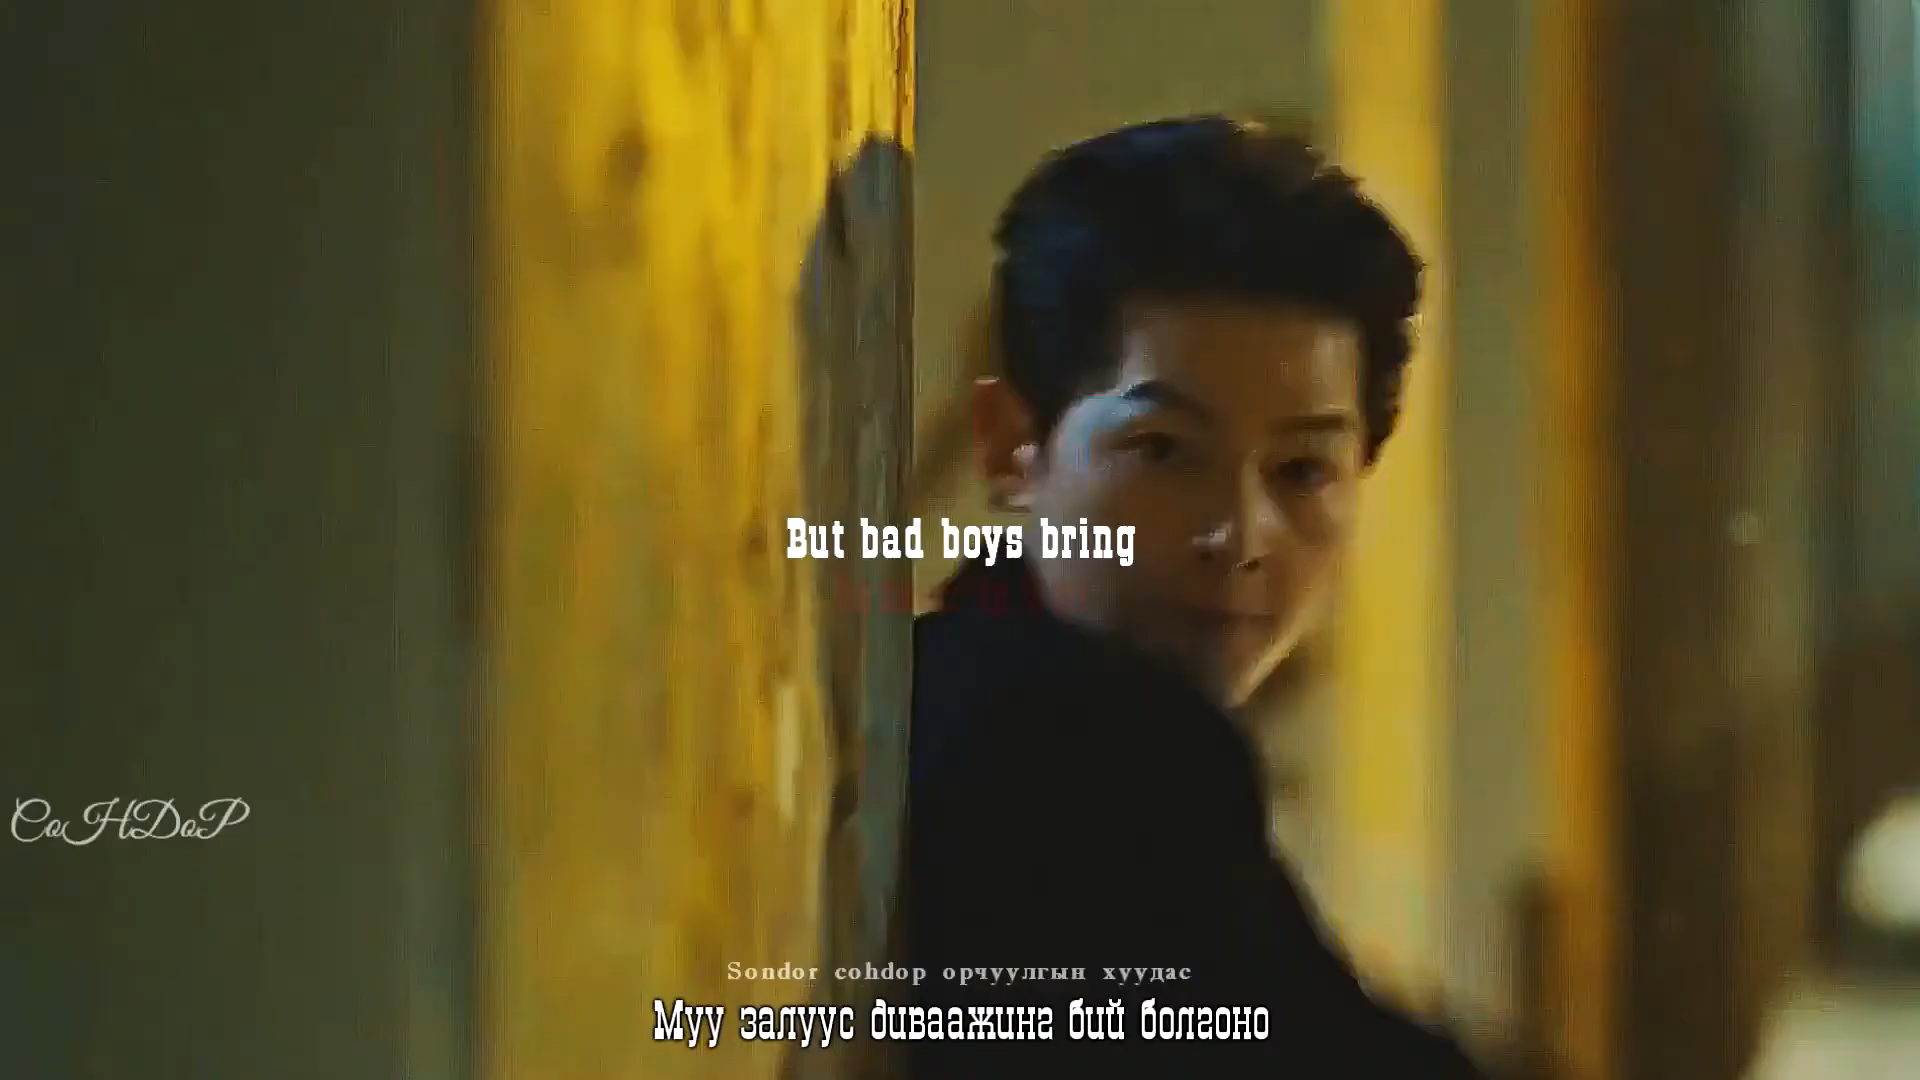 But bad boys bring
CoHDoP
Sondor cohdop орчуулгын хуудас
Муу залуус диваажинг бий болгоно